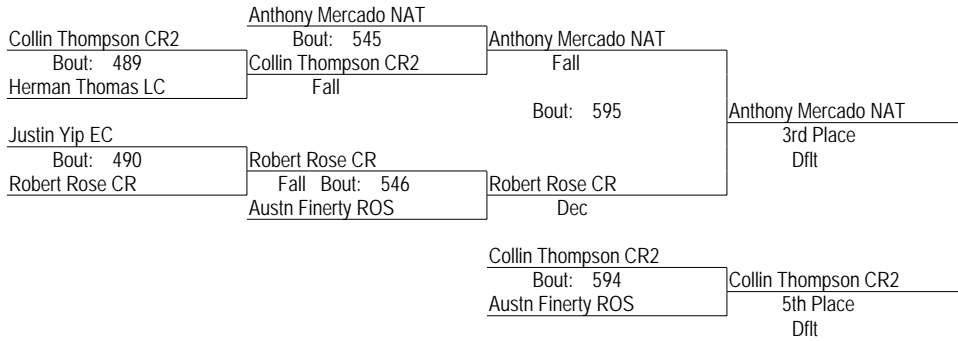 Anthony Mercado NAT
Collin Thompson CR2 Bout: 545 Anthony Mercado NAT
Bout: 489 Collin Thompson CR2 Fall
Herman Thomas LC Fall
Bout: 595 Anthony Mercado NAT
Justin Yip EC 3rd Place
Bout: 490 Robert Rose CR Dflt
Robert Rose CR Fall Bout: 546 Robert Rose CR
Austn Finerty ROS Dec
Collin Thompson CR2
Bout: 594 Collin Thompson CR2
Austn Finerty ROS 5th Place
Dflt